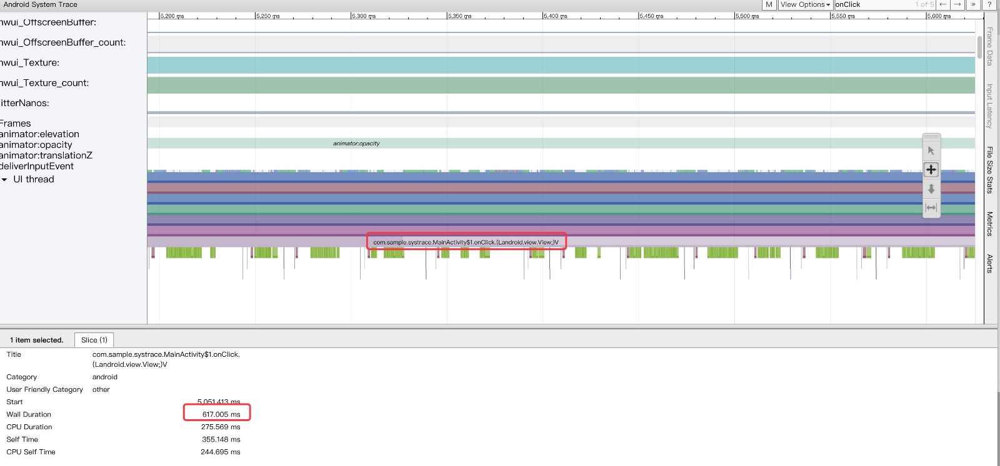 Android System Trace
M
View Options
onClick
1 of 5
←
→
»
?
5,200 ms
5,250 ms
5,300 ms
5,350 ms
5,400 ms
5,450 ms
5,500 ms
5,550 ms
5,600 ms
hwui_OffscreenBuffer:
hwui_OffscreenBuffer_count:
hwui_Texture:
hwui_Texture_count:
itterNanos:
Frames
animator:elevation
animator:opacity
animator:opacity
animator:translationZ
deliverInputEvent
UI thread
com.sample.systrace.MainActivity$1.onClick.(Landroid.view.View;)V
Frame Data
Input Latency
File Size Stats
Metrics
Alerts
1 item selected.
Slice (1)
Title com.sample.systrace.MainActivity$1.onClick.
(Landroid.view.View;)V
Category android
User Friendly Category other
Start 5,051.413 ms
Wall Duration 617.005 ms
CPU Duration 275.569 ms
Self Time 355.148 ms
CPU Self Time 244.695 ms